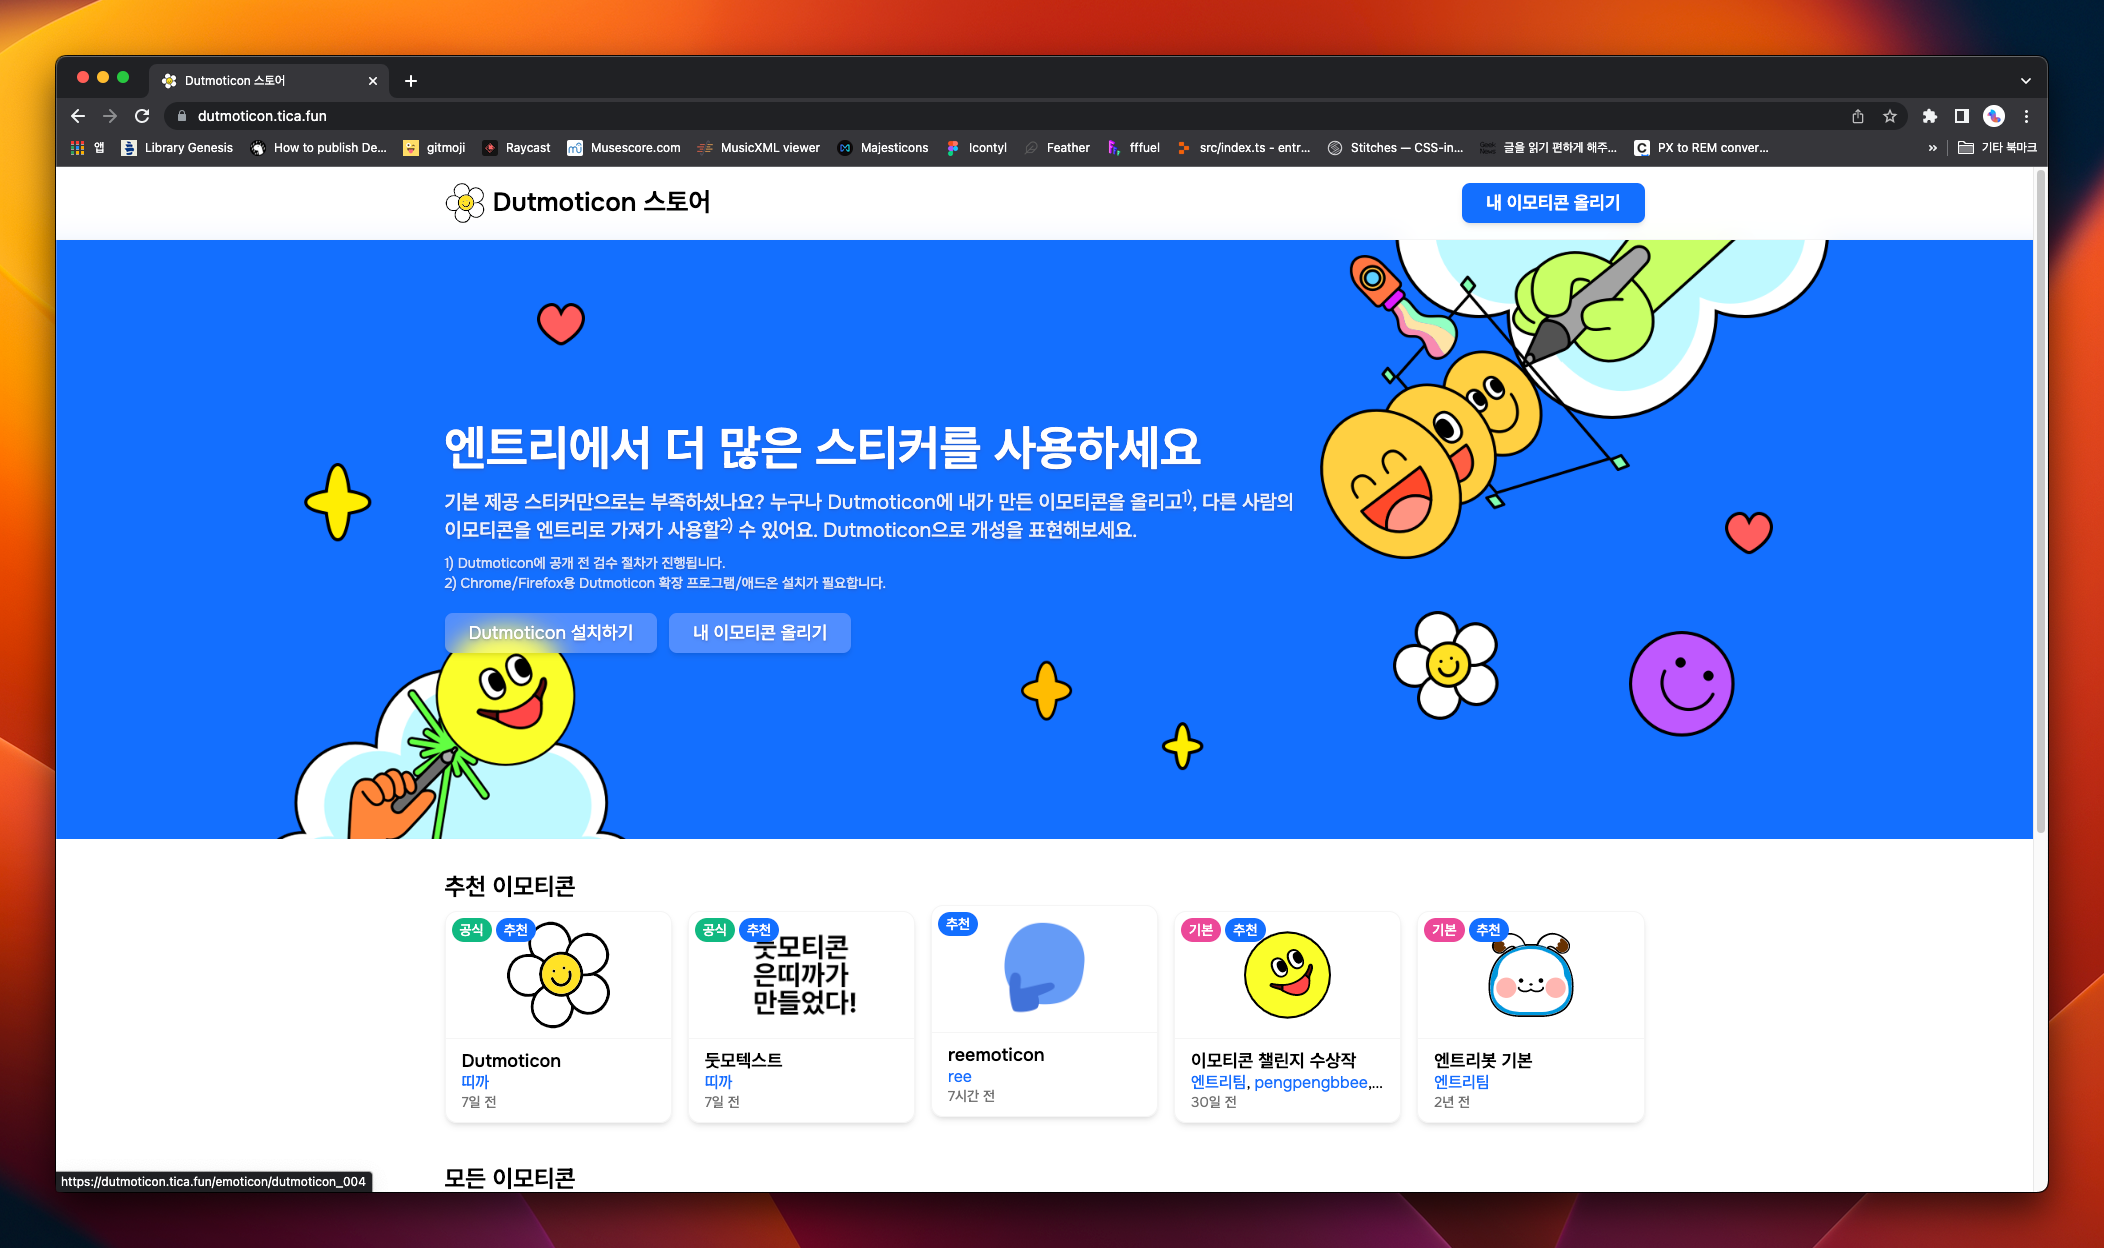 Dutmoticon 스토어
dutmoticon.tica.fun
앱
Library Genesis
How to publish De...
gitmoji
Raycast
Musescore.com
MusicXML viewer
Majesticons
Icontyl
Feather
fffuel
src/index.ts - entr...
Stitches — CSS-in...
글을 읽기 편하게 해주...
PX to REM conver...
»
기타 북마크
Dutmoticon 스토어
내 이모티콘 올리기
엔트리에서 더 많은 스티커를 사용하세요
기본 제공 스티커만으로는 부족하셨나요? 누구나 Dutmoticon에 내가 만든 이모티콘을 올리고1), 다른 사람의
이모티콘을 엔트리로 가져가 사용할2) 수 있어요. Dutmoticon으로 개성을 표현해보세요.
1) Dutmoticon에 공개 전 검수 절차가 진행됩니다.
2) Chrome/Firefox용 Dutmoticon 확장 프로그램/애드온 설치가 필요합니다.
Dutmoticon 설치하기
내 이모티콘 올리기
추천 이모티콘
공식 추천
Dutmoticon
띠까
7일 전
공식 추천
둣모티콘
은띠까가
만들었다!
둣모텍스트
띠까
7일 전
추천
reemoticon
ree
7시간 전
기본 추천
이모티콘 챌린지 수상작
엔트리팀, pengpengbbee,...
30일 전
기본 추천
엔트리봇 기본
엔트리팀
2년 전
모든 이모티콘
https://dutmoticon.tica.fun/emoticon/dutmoticon_004